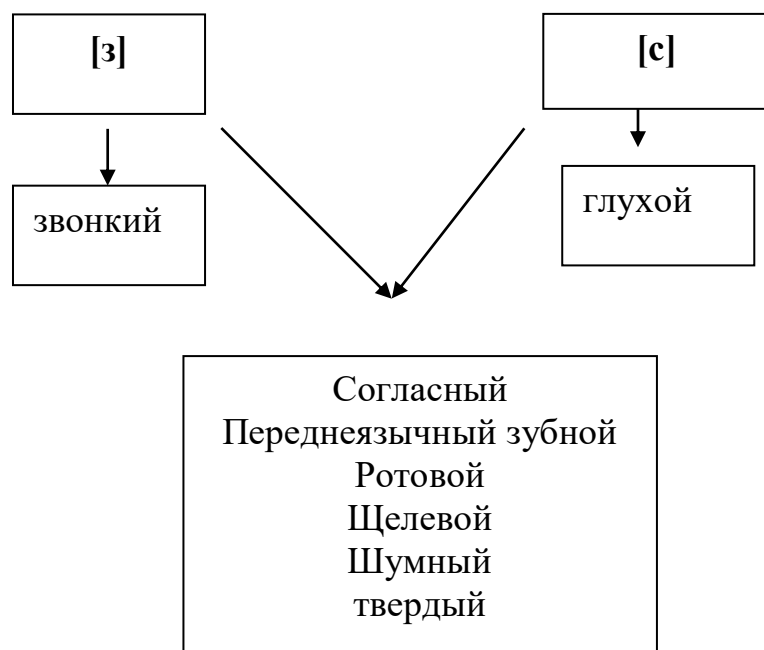 [з]
[с]
звонкий
глухой
Согласный
Переднеязычный зубной
Ротовой
Щелевой
Шумный
твердый